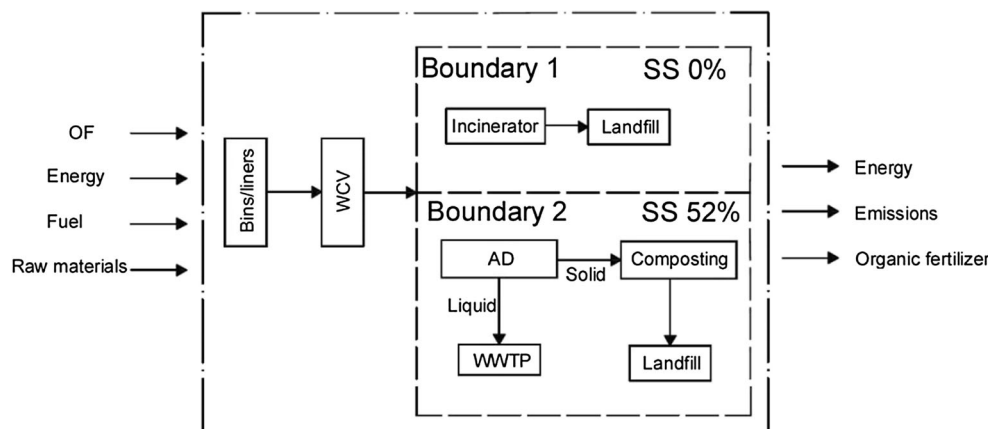 OF
Energy
Fuel
Raw materials
Bins/liners
WCV
Boundary 1 SS 0%
Incinerator
Landfill
Boundary 2 SS 52%
AD
Solid
Composting
Liquid
WWTP
Landfill
Energy
Emissions
Organic fertilizer